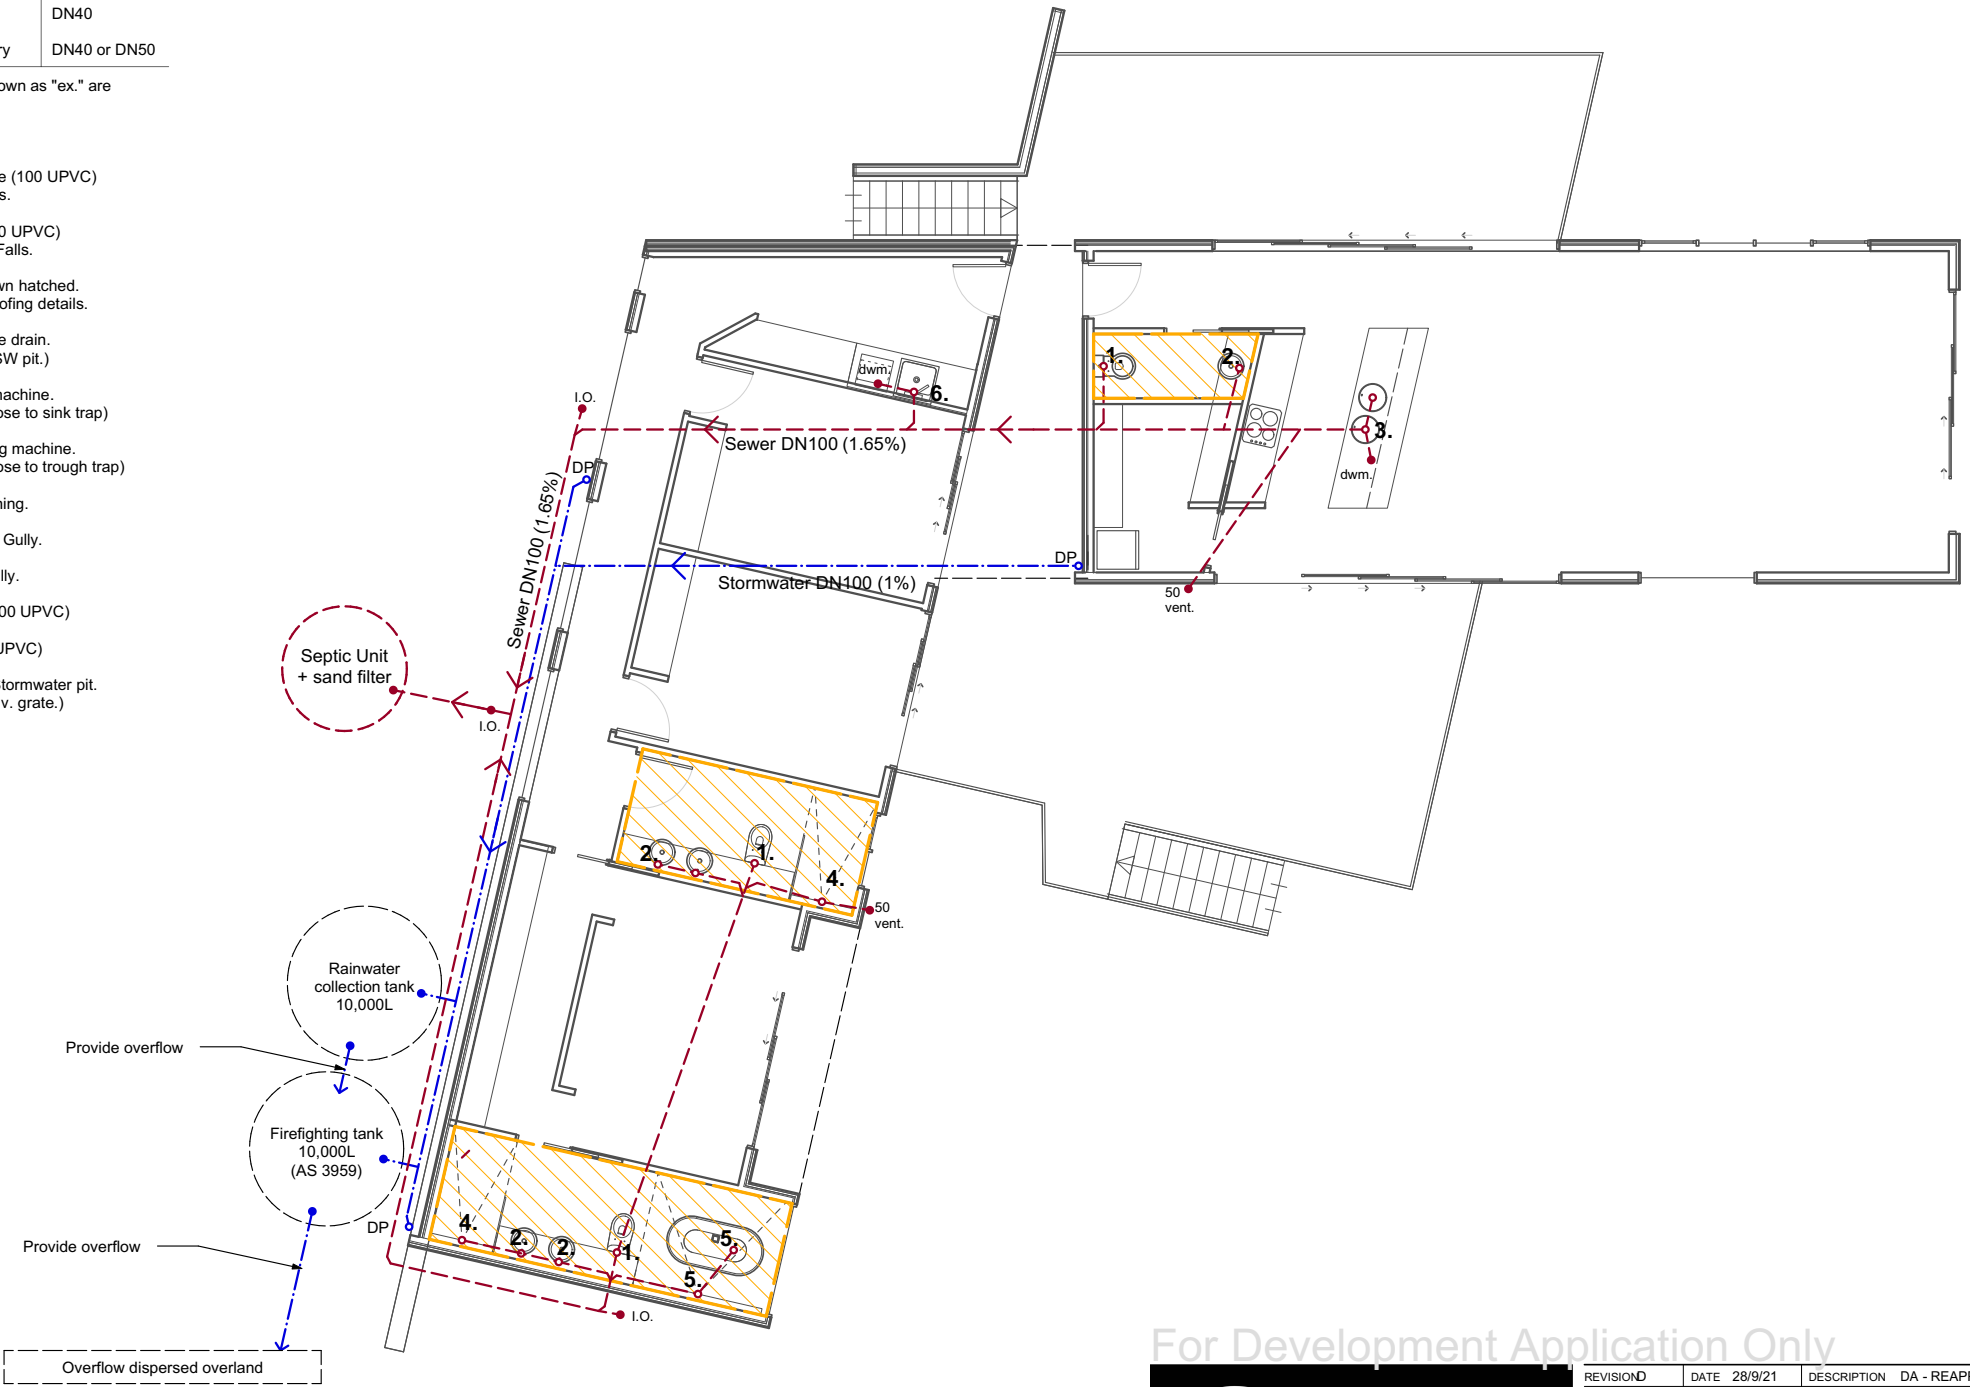 DN40
ry DN40 or DN50
own as "ex." are
e (100 UPVC)
s.
0 UPVC)
Falls.
wn hatched.
ofing details.
e drain.
SW pit.)
machine.
ose to sink trap)
g machine.
ose to trough trap)
ning.
Gully.
lly.
00 UPVC)
UPVC)
Stormwater pit.
v. grate.)
1.
2.
dwm.
6.
I.O.
3.
Sewer DN100 (1.65%)
DP
dwm.
Sewer DN100 (1.65%)
DP
Stormwater DN100 (1%)
50
vent.
Septic Unit
+ sand filter
I.O.
2.
1.
4.
50
vent.
Rainwater
collection tank
10,000L
Provide overflow
Firefighting tank
10,000L
(AS 3959)
DP
4.
2.
2.
1.
5.
5.
Provide overflow
I.O.
Overflow dispersed overland
For Development Application Only
REVISION D DATE 28/9/21 DESCRIPTION DA - REAP